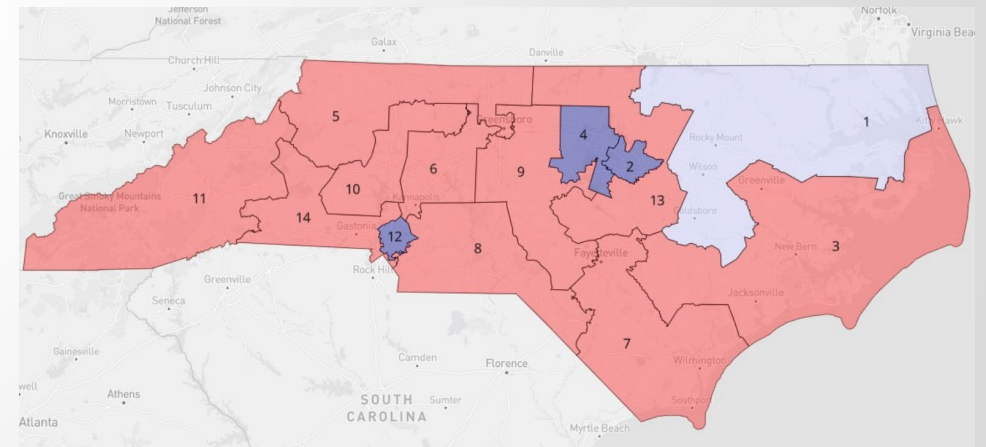 Jefferson
National Forest
Norfolk
Virginia Bea
Galax
Danville
Church Hill
Johnson City
Morristown
Tusculum
Knoxville
Newport
5
Greensboro
4
1
Kitty Hawk
Rocky Mount
2
Wilson
6
9
Great Smoky Mountains
National Park
11
10
Kannapolis
Greenville
13
14
Gastonia
Goldsboro
12
8
Fayetteville
New Bern
3
Rock Hill
Greenville
Seneca
Jacksonville
7
Gainesville
Camden
Florence
Wilmington
well
Athens
SOUTH
CAROLINA
Sumter
Southport
Atlanta
Myrtle Beach